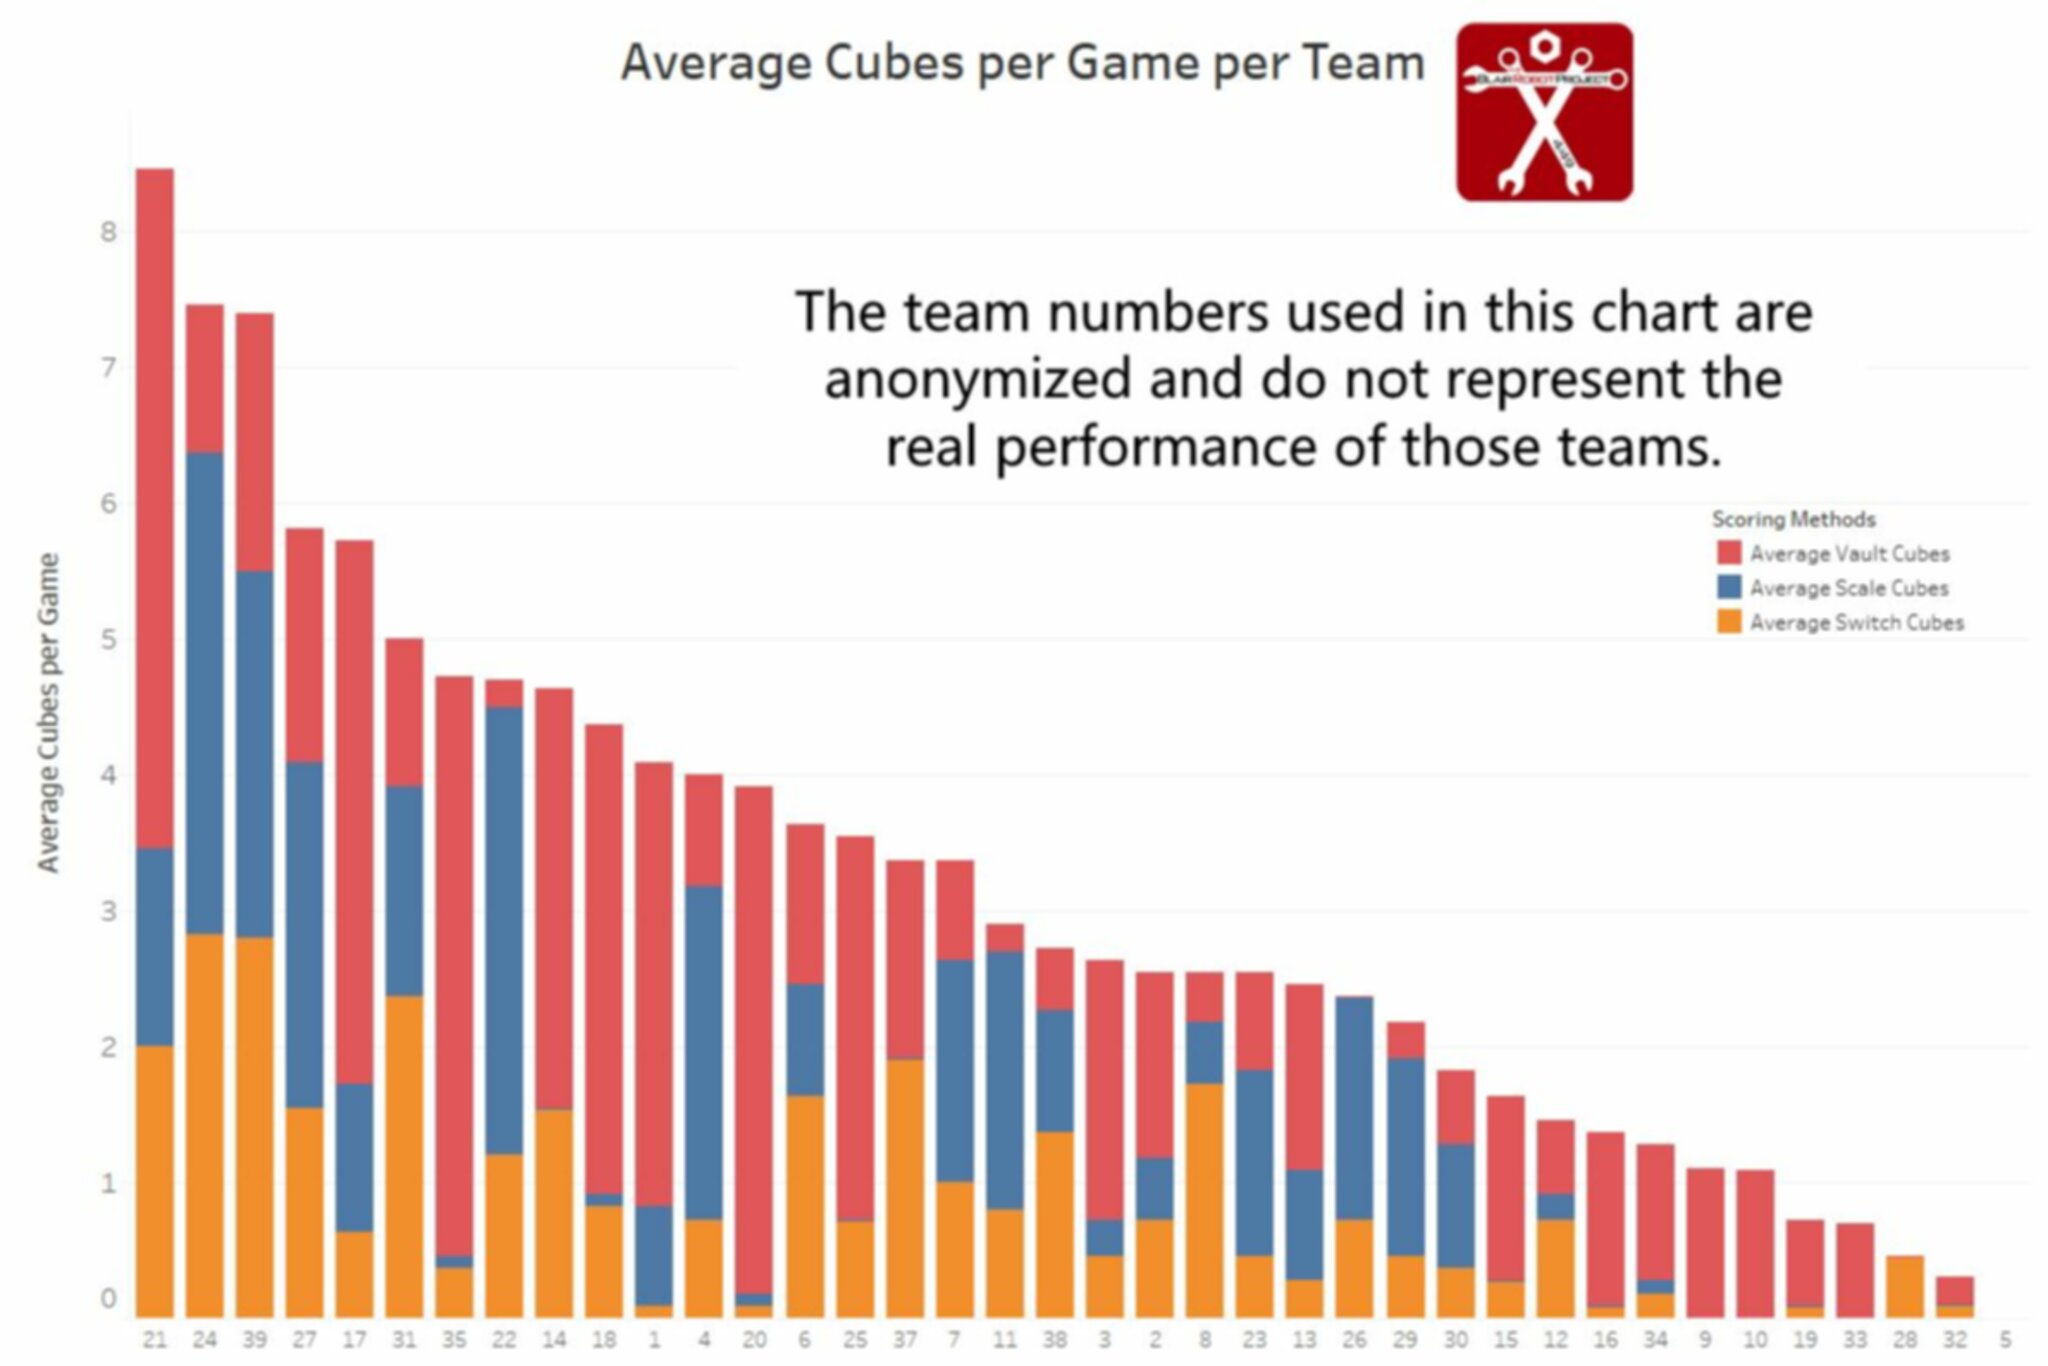 Average Cubes per Game per Team
BLAIRROBOTPROJECT
449
The team numbers used in this chart are
anonymized and do not represent the
real performance of those teams.
Scoring Methods
Average Vault Cubes
Average Scale Cubes
Average Switch Cubes
Average Cubes per Game
8
7
6
5
4
3
2
1
0
21 24 39 27 17 31 35 22 14 18 1 4 20 6 25 37 7 11 38 3 2 8 23 13 26 29 30 15 12 16 34 9 10 19 33 28 32 5